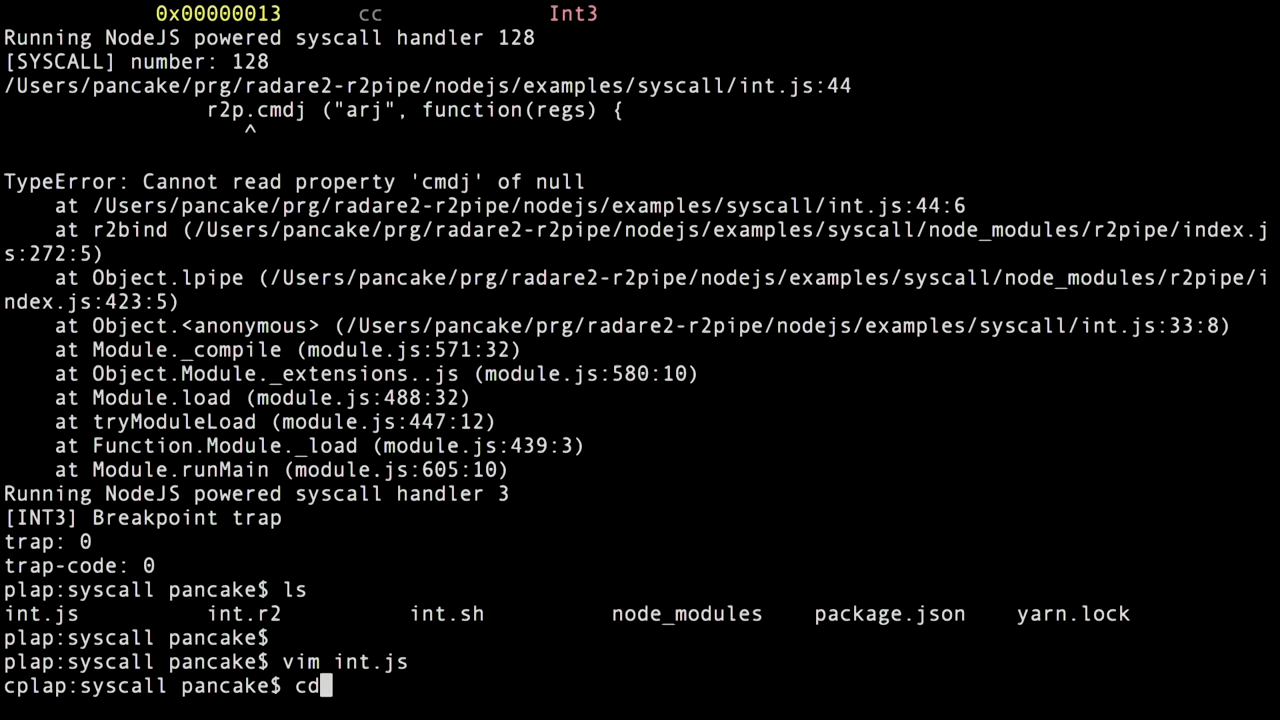 0x00000013 cc Int3
Running NodeJS powered syscall handler 128
[SYSCALL] number: 128
/Users/pancake/prg/radare2-r2pipe/nodejs/examples/syscall/int.js:44
r2p.cmdj ("arj", function(regs) {
^
TypeError: Cannot read property 'cmdj' of null
at /Users/pancake/prg/radare2-r2pipe/nodejs/examples/syscall/int.js:44:6
at r2bind (/Users/pancake/prg/radare2-r2pipe/nodejs/examples/syscall/node_modules/r2pipe/index.j
s:272:5)
at Object.lpipe (/Users/pancake/prg/radare2-r2pipe/nodejs/examples/syscall/node_modules/r2pipe/i
ndex.js:423:5)
at Object.<anonymous> (/Users/pancake/prg/radare2-r2pipe/nodejs/examples/syscall/int.js:33:8)
at Module._compile (module.js:571:32)
at Object.Module._extensions..js (module.js:580:10)
at Module.load (module.js:488:32)
at tryModuleLoad (module.js:447:12)
at Function.Module._load (module.js:439:3)
at Module.runMain (module.js:605:10)
Running NodeJS powered syscall handler 3
[INT3] Breakpoint trap
trap: 0
trap-code: 0
plap:syscall pancake$ ls
int.js int.r2 int.sh node_modules package.json yarn.lock
plap:syscall pancake$
plap:syscall pancake$ vim int.js
cplap:syscall pancake$ cd